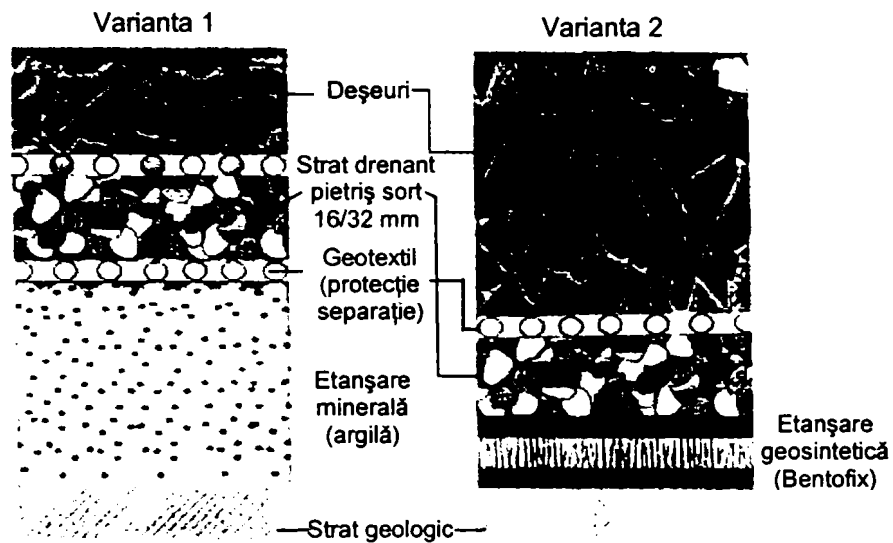 Varianta 1
Varianta 2
Deşeuri
Strat drenant
pietriş sort
16/32 mm
Geotextil
(protecţie
separaţie)
Etanşare
minerală
(argilă)
Etanşare
geosintetică
(Bentofix)
Strat geologic